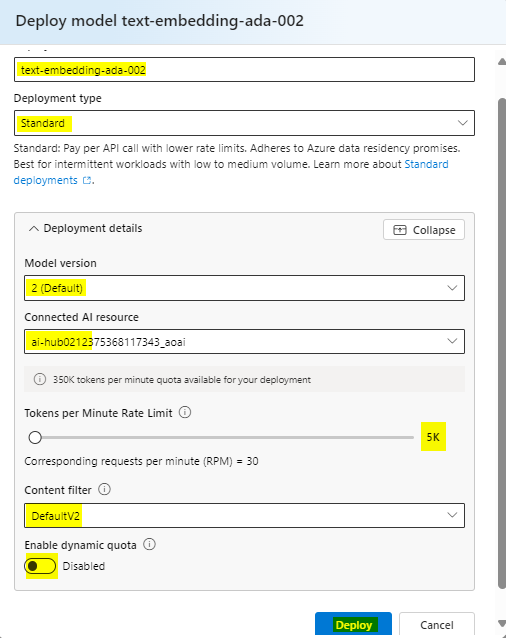 Deploy model text-embedding-ada-002
text-embedding-ada-002
Deployment type
Standard
Standard: Pay per API call with lower rate limits. Adheres to Azure data residency promises.
Best for intermittent workloads with low to medium volume. Learn more about Standard
deployments.
Deployment details
Collapse
Model version
2 (Default)
Connected AI resource
ai-hub0212375368117343_aoai
350K tokens per minute quota available for your deployment
Tokens per Minute Rate Limit
5K
Corresponding requests per minute (RPM) = 30
Content filter
DefaultV2
Enable dynamic quota
Disabled
Deploy
Cancel